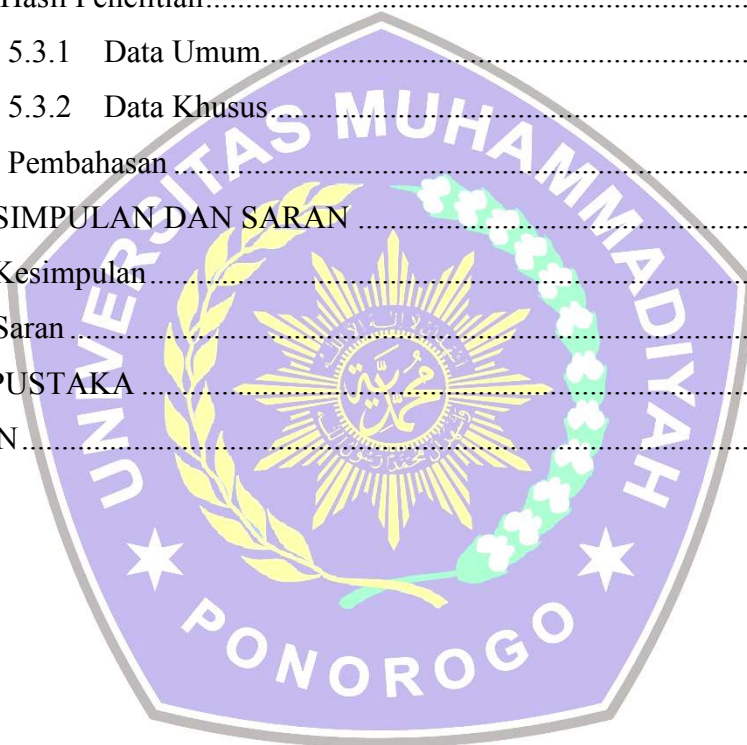 Hasil Penelitian
5.3.1 Data Umum
5.3.2 Data Khusus
Pembahasan
SIMPULAN DAN SARAN
Kesimpulan
Saran
PUSTAKA
N
UNIVERSITAS MUHAMMADIYAH
PONOROGO
محمدية